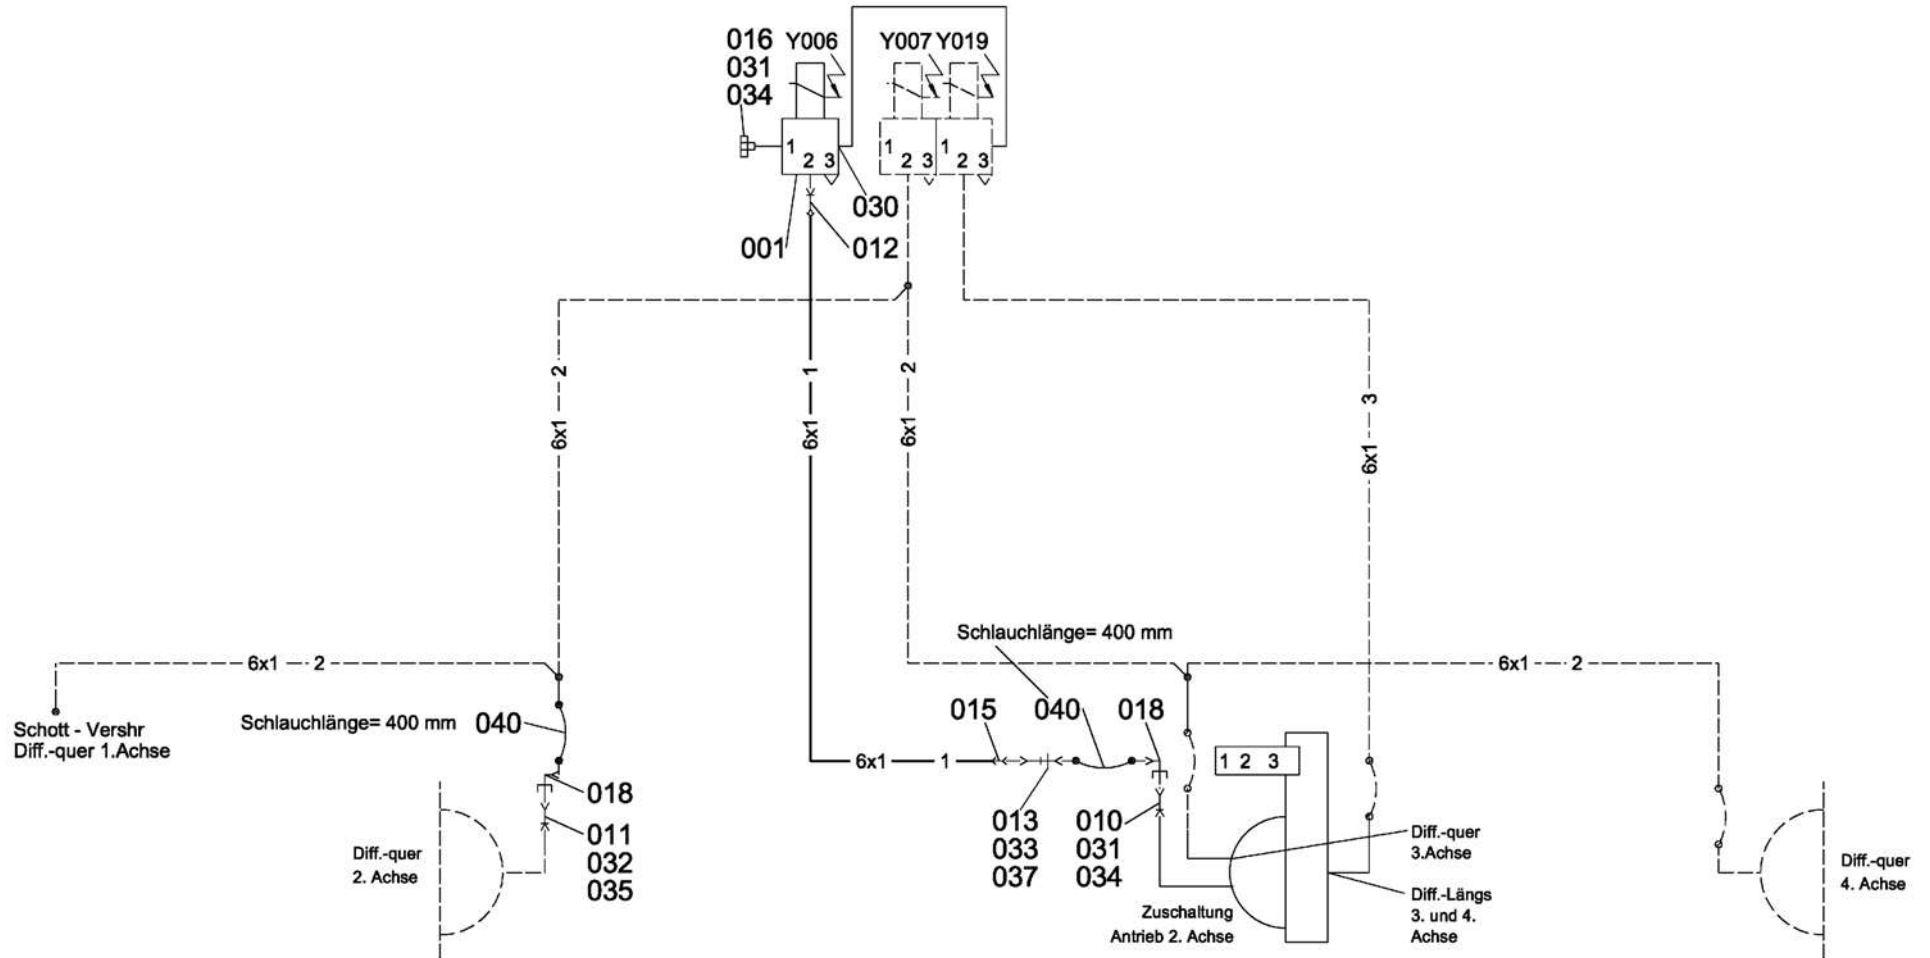 016 Y006
031
034
Y007 Y019
1 2 3
1 2 3 1 2 3
030
001
012
2
6x1
1
6x1
2
6x1
3
6x1
6x1 2
Schott - Vershr
Diff.-quer 1.Achse
Schlauchlänge= 400 mm 040
018
011
032
035
Diff.-quer
2. Achse
Schlauchlänge= 400 mm
015 040 018
6x1 1
013
033
037
010
031
034
Zuschaltung
Antrieb 2. Achse
1 2 3
6x1 2
Diff.-quer
3.Achse
Diff.-Längs
3. und 4.
Achse
Diff.-quer
4. Achse